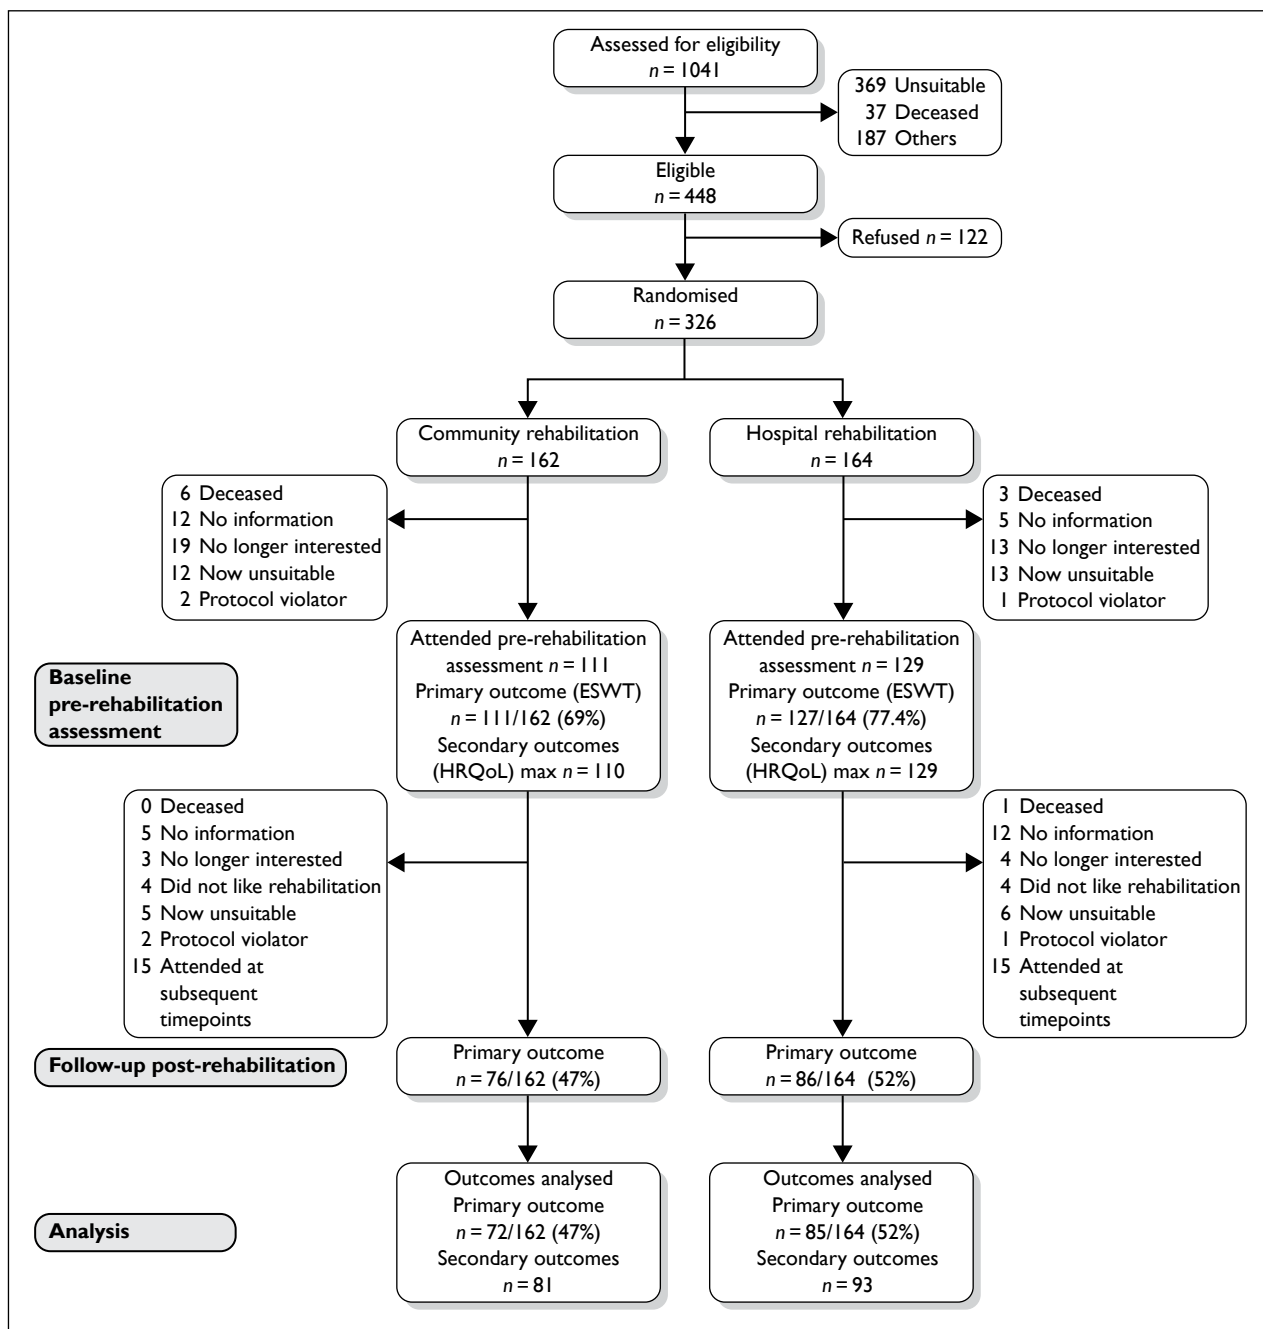 Assessed for eligibility
n = 1041
369 Unsuitable
37 Deceased
187 Others
Eligible
n = 448
Refused n = 122
Randomised
n = 326
Community rehabilitation
n = 162
Hospital rehabilitation
n = 164
6 Deceased
12 No information
19 No longer interested
12 Now unsuitable
2 Protocol violator
3 Deceased
5 No information
13 No longer interested
13 Now unsuitable
1 Protocol violator
Baseline
pre-rehabilitation
assessment
Attended pre-rehabilitation
assessment n = 111
Primary outcome (ESWT)
n = 111/162 (69%)
Secondary outcomes
(HRQoL) max n = 110
Attended pre-rehabilitation
assessment n = 129
Primary outcome (ESWT)
n = 127/164 (77.4%)
Secondary outcomes
(HRQoL) max n = 129
0 Deceased
5 No information
3 No longer interested
4 Did not like rehabilitation
5 Now unsuitable
2 Protocol violator
15 Attended at
subsequent
timepoints
1 Deceased
12 No information
4 No longer interested
4 Did not like rehabilitation
6 Now unsuitable
1 Protocol violator
15 Attended at
subsequent
timepoints
Follow-up post-rehabilitation
Primary outcome
n = 76/162 (47%)
Primary outcome
n = 86/164 (52%)
Analysis
Outcomes analysed
Primary outcome
n = 72/162 (47%)
Secondary outcomes
n = 81
Outcomes analysed
Primary outcome
n = 85/164 (52%)
Secondary outcomes
n = 93